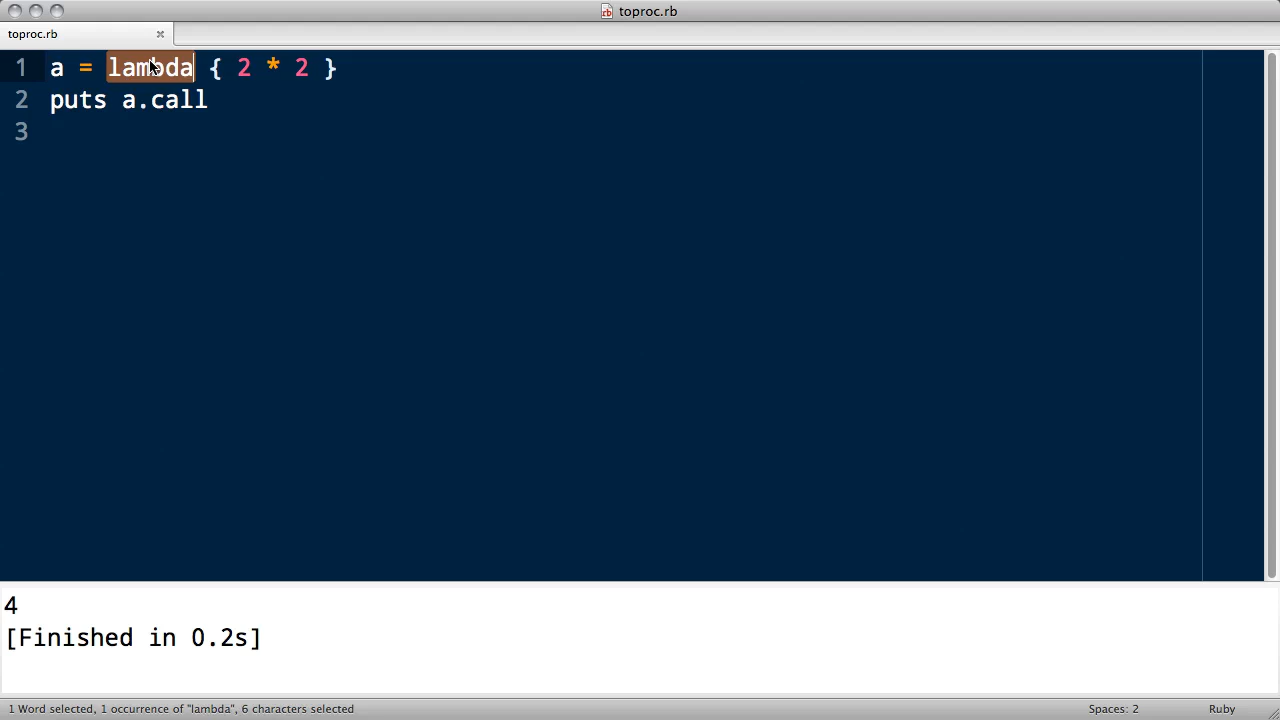 toproc.rb
toproc.rb
1 a = lambda { 2 * 2 }
2 puts a.call
3
4
[Finished in 0.2s]
1 Word selected, 1 occurrence of "lambda", 6 characters selected Spaces: 2 Ruby